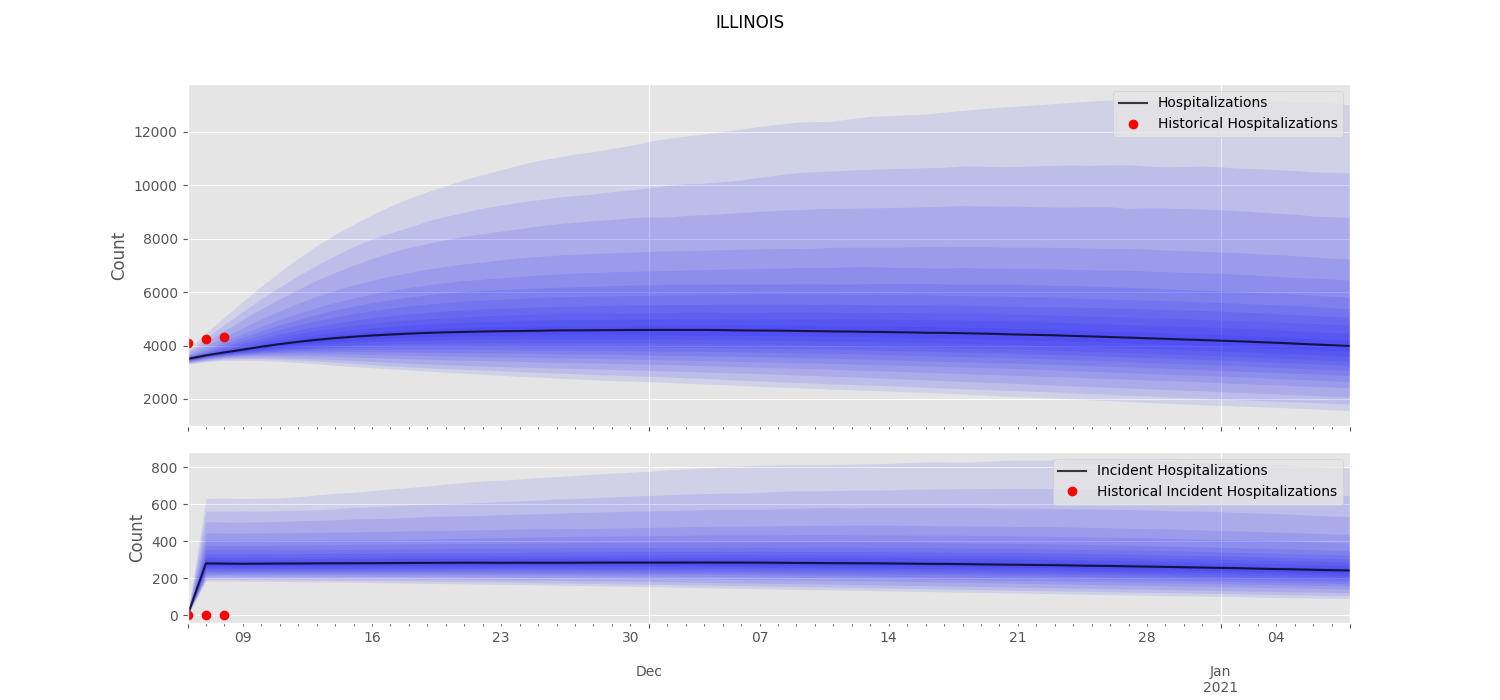 ILLINOIS
Hospitalizations
Historical Hospitalizations
12000
10000
8000
6000
4000
2000
Count
Incident Hospitalizations
Historical Incident Hospitalizations
800
600
400
200
0
Count
09 16 23 30 07 14 21 28 04
Dec Jan
2021